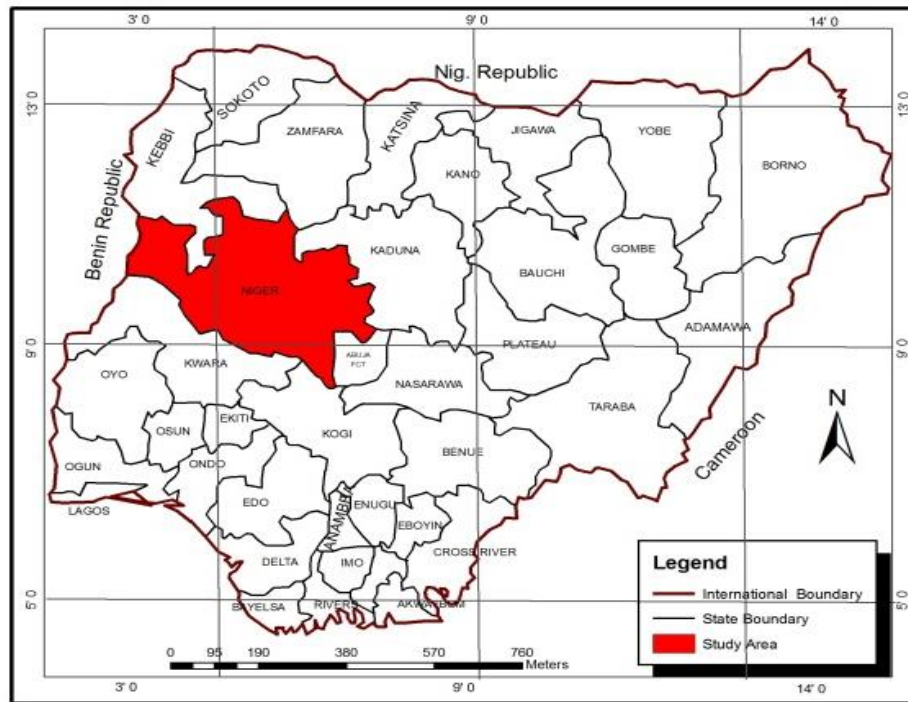 3' 0 9' 0 14' 0
Nig. Republic
13' 0 13' 0
SOKOTO
KEBBI
ZAMFARA
KATSINA
JIGAWA
YOBE
BORNO
KANO
Benin Republic
KADUNA
GOMBE
BAUCHI
NIGER
ADAMAWA
9' 0 9' 0
ABUJA
FCT
PLATEAU
KWARA
OYO
NASARAWA
TARABA
EKITI
OSUN
KOGI
N
BENUE
ONDO
OGUN
Cameroon
EDO
ENUGU
LAGOS
ANAMBBA
EBOYIN
CROSS RIVER
DELTA
IMO
BAYELSA
RIVERS
AKWAIBOM
5' 0 5' 0
Legend
International Boundary
State Boundary
Study Area
0 95 190 380 570 760
Meters
3' 0 9' 0 14' 0